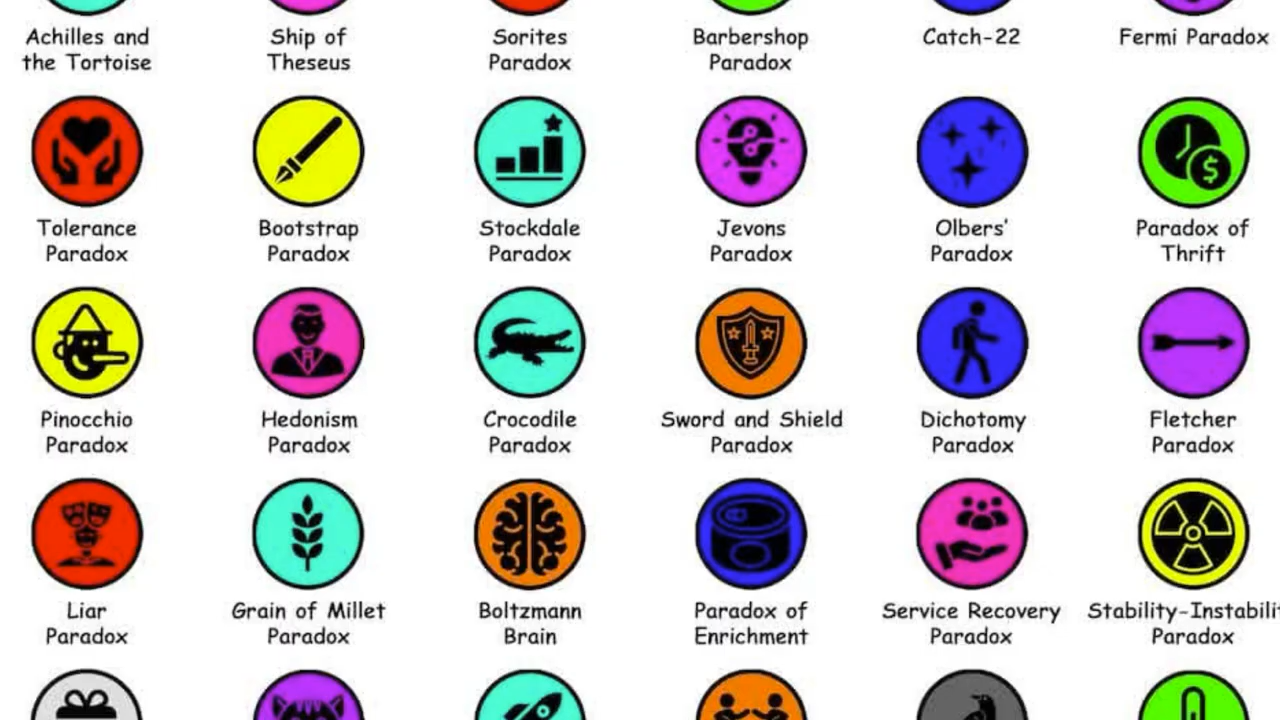 Achilles and
the Tortoise
Ship of
Theseus
Sorites
Paradox
Barbershop
Paradox
Catch-22
Fermi Paradox
Tolerance
Paradox
Bootstrap
Paradox
Stockdale
Paradox
Jevons
Paradox
Olbers'
Paradox
Paradox of
Thrift
$
Pinocchio
Paradox
Hedonism
Paradox
Crocodile
Paradox
Sword and Shield
Paradox
Dichotomy
Paradox
Fletcher
Paradox
Liar
Paradox
Grain of Millet
Paradox
Boltzmann
Brain
Paradox of
Enrichment
Service Recovery
Paradox
Stability-Instabili
Paradox